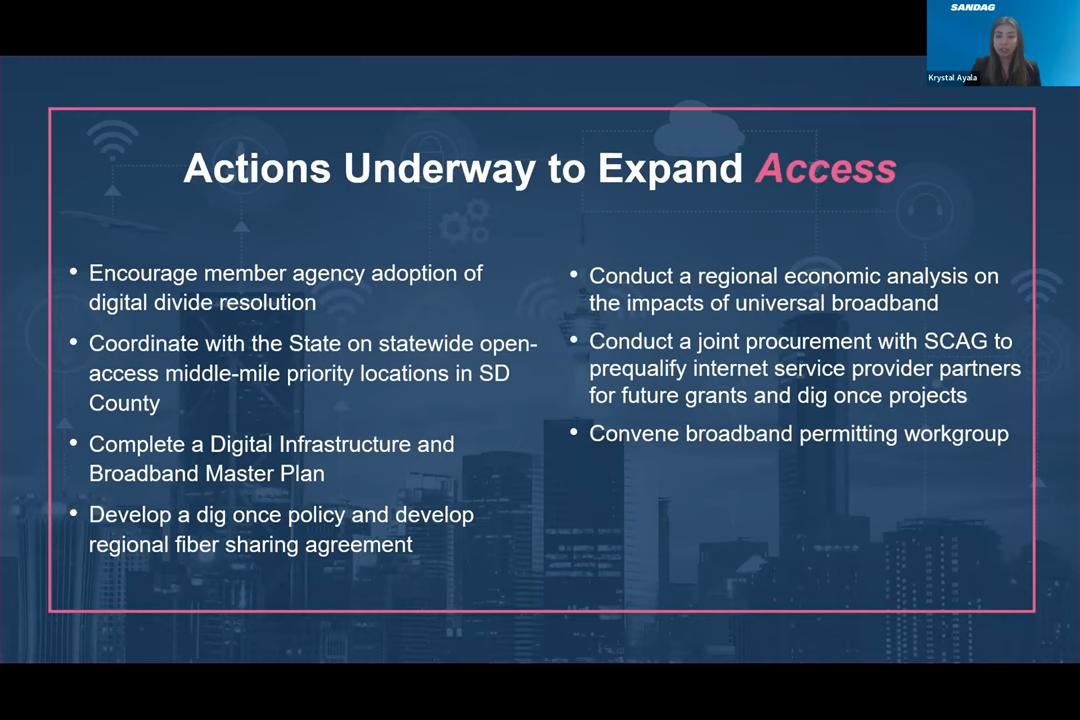 SANDAG
Krystal Ayala
Actions Underway to Expand Access
• Encourage member agency adoption of
digital divide resolution
• Coordinate with the State on statewide open-
access middle-mile priority locations in SD
County
• Complete a Digital Infrastructure and
Broadband Master Plan
• Develop a dig once policy and develop
regional fiber sharing agreement
• Conduct a regional economic analysis on
the impacts of universal broadband
• Conduct a joint procurement with SCAG to
prequalify internet service provider partners
for future grants and dig once projects
• Convene broadband permitting workgroup